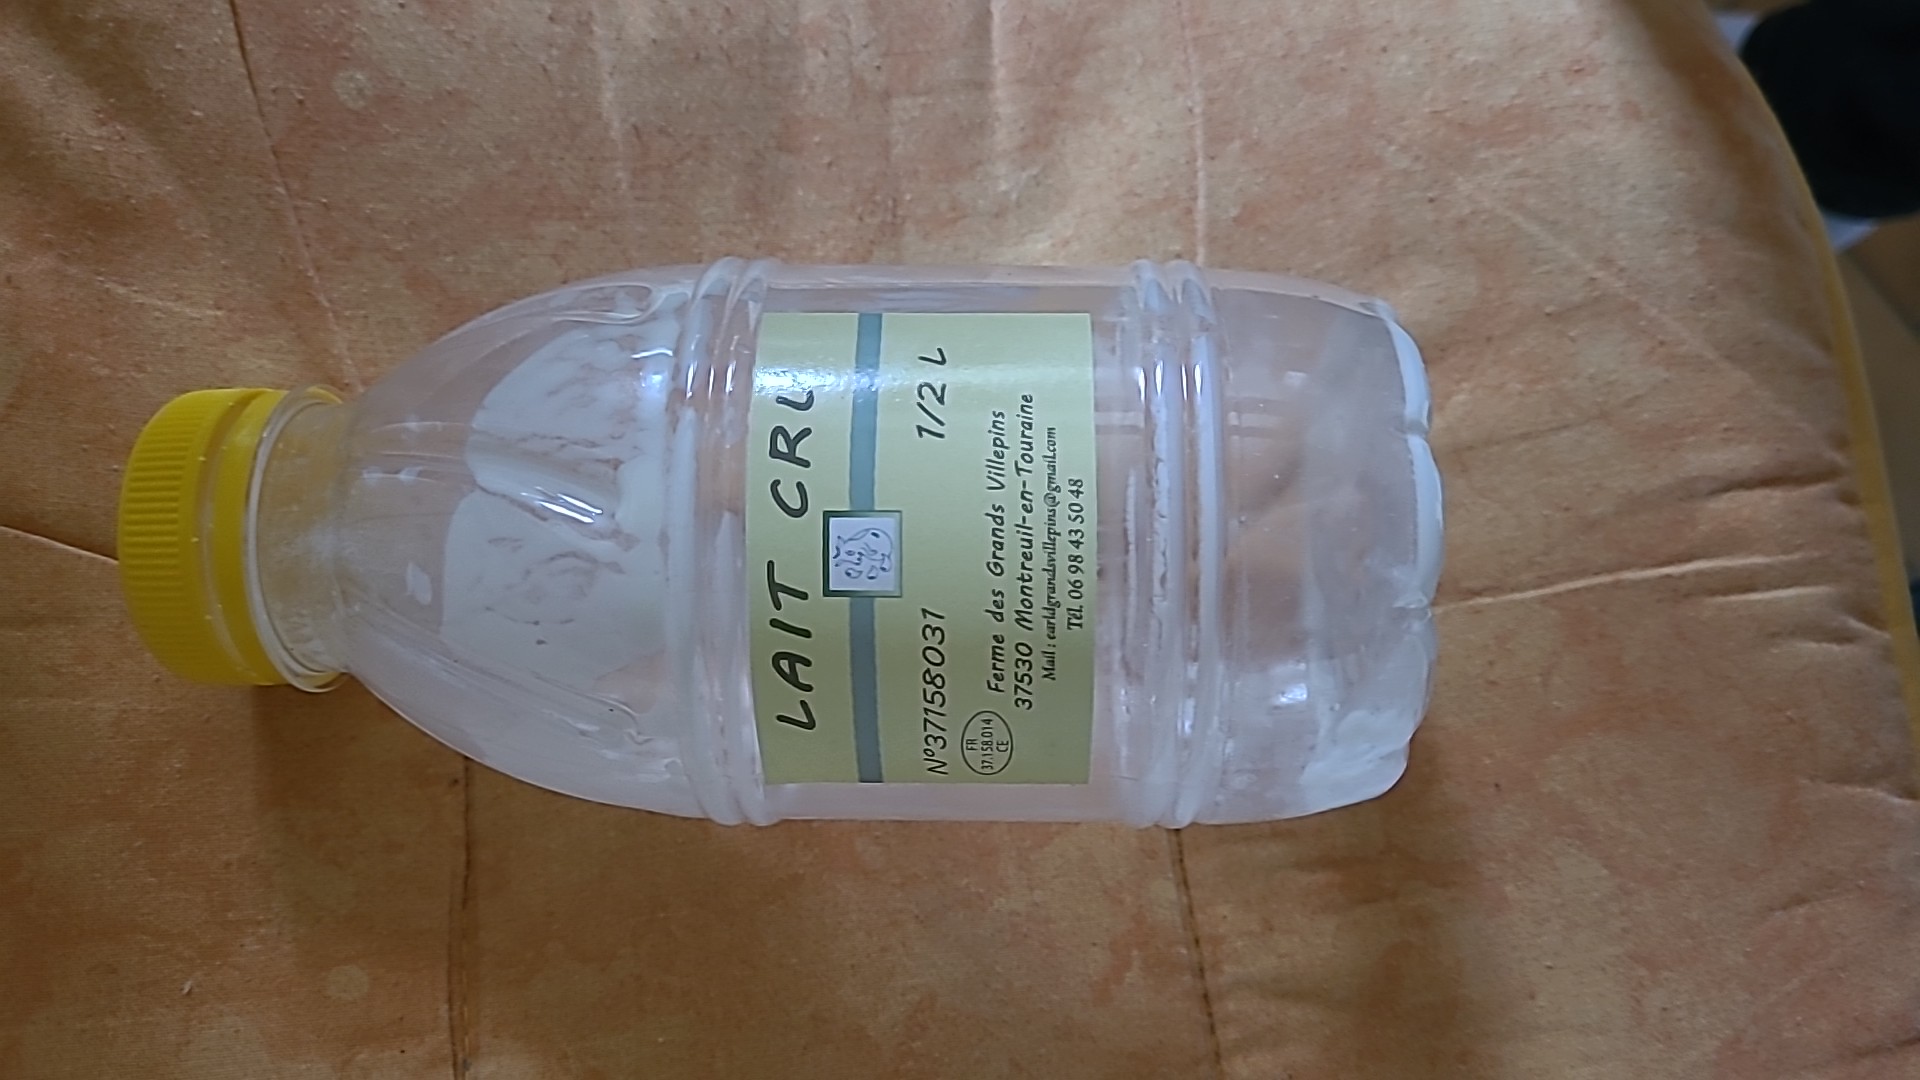 LAIT CRU
N°37158031 1/2 L
FR
37.158.014
CE
Ferme des Grands Villepins
37530 Montreuil-en-Touraine
Mail : earldgrandsvillepins@gmail.com
Tél. 06 98 43 50 48